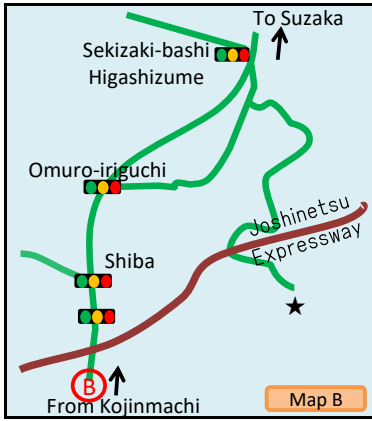 To Suzaka
Sekizaki-bashi
Higashizume
Omuro-iriguchi
Joshinetsu
Expressway
Shiba
B
From Kojinmachi
Map B